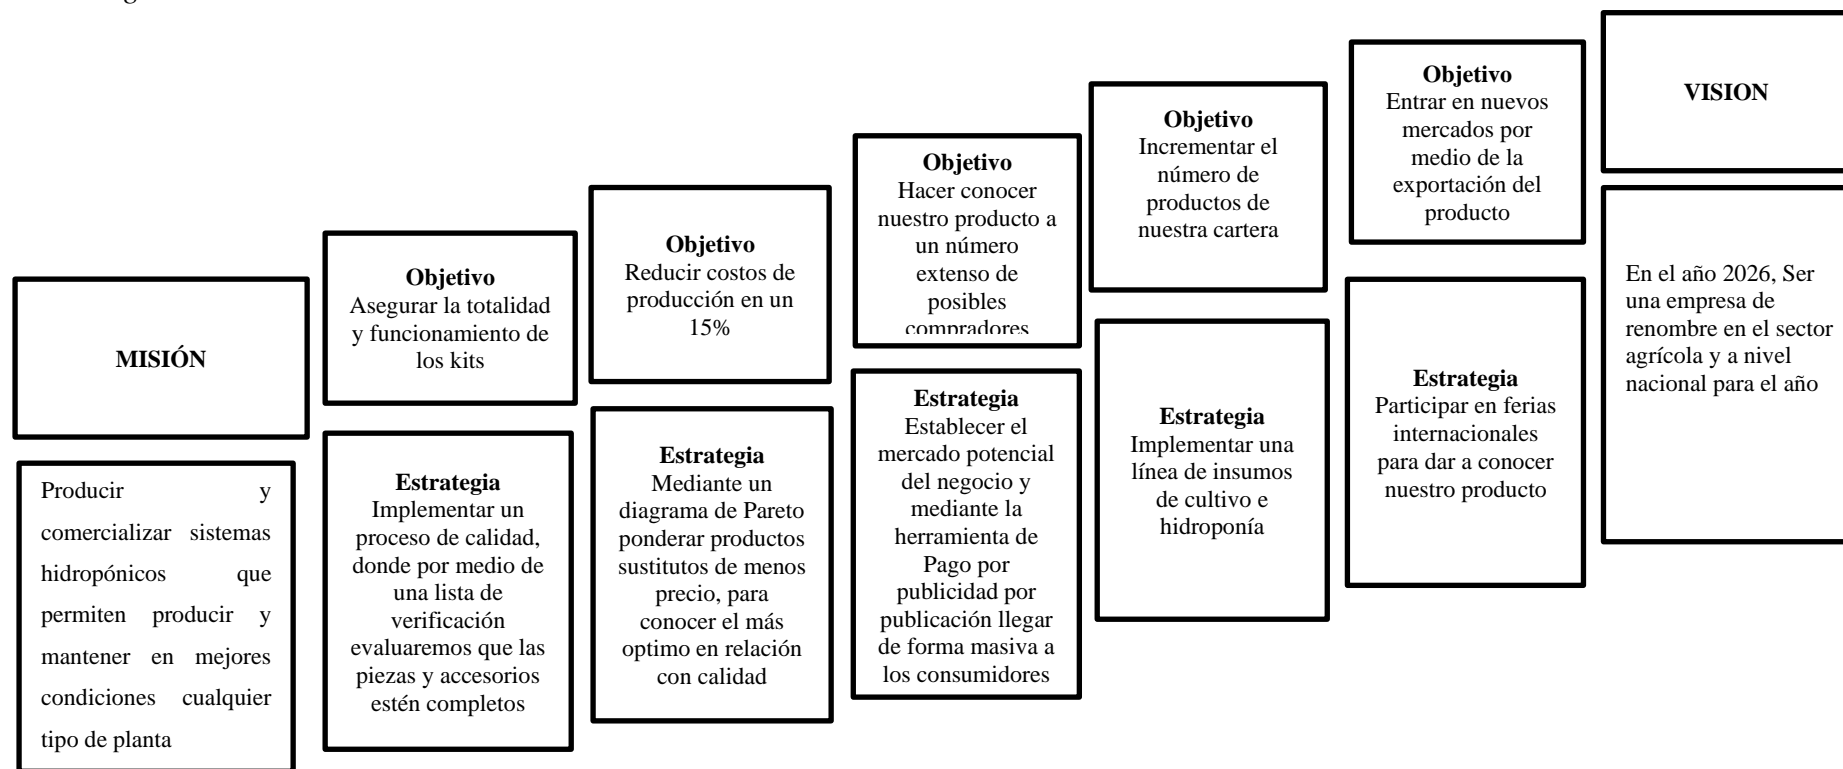 MISIÓN
Producir y
comercializar sistemas
hidropónicos que
permiten producir y
mantener en mejores
condiciones cualquier
tipo de planta
Objetivo
Asegurar la totalidad
y funcionamiento de
los kits
Estrategia
Implementar un
proceso de calidad,
donde por medio de
una lista de
verificación
evaluaremos que las
piezas y accesorios
estén completos
Objetivo
Reducir costos de
producción en un
15%
Estrategia
Mediante un
diagrama de Pareto
ponderar productos
sustitutos de menos
precio, para
conocer el más
optimo en relación
con calidad
Objetivo
Hacer conocer
nuestro producto a
un número
extenso de
posibles
compradores
Estrategia
Establecer el
mercado potencial
del negocio y
mediante la
herramienta de
Pago por
publicidad por
publicación llegar
de forma masiva a
los consumidores
Objetivo
Incrementar el
número de
productos de
nuestra cartera
Estrategia
Implementar una
línea de insumos
de cultivo e
hidroponía
Objetivo
Entrar en nuevos
mercados por
medio de la
exportación del
producto
Estrategia
Participar en ferias
internacionales
para dar a conocer
nuestro producto
VISION
En el año 2026, Ser
una empresa de
renombre en el sector
agrícola y a nivel
nacional para el año